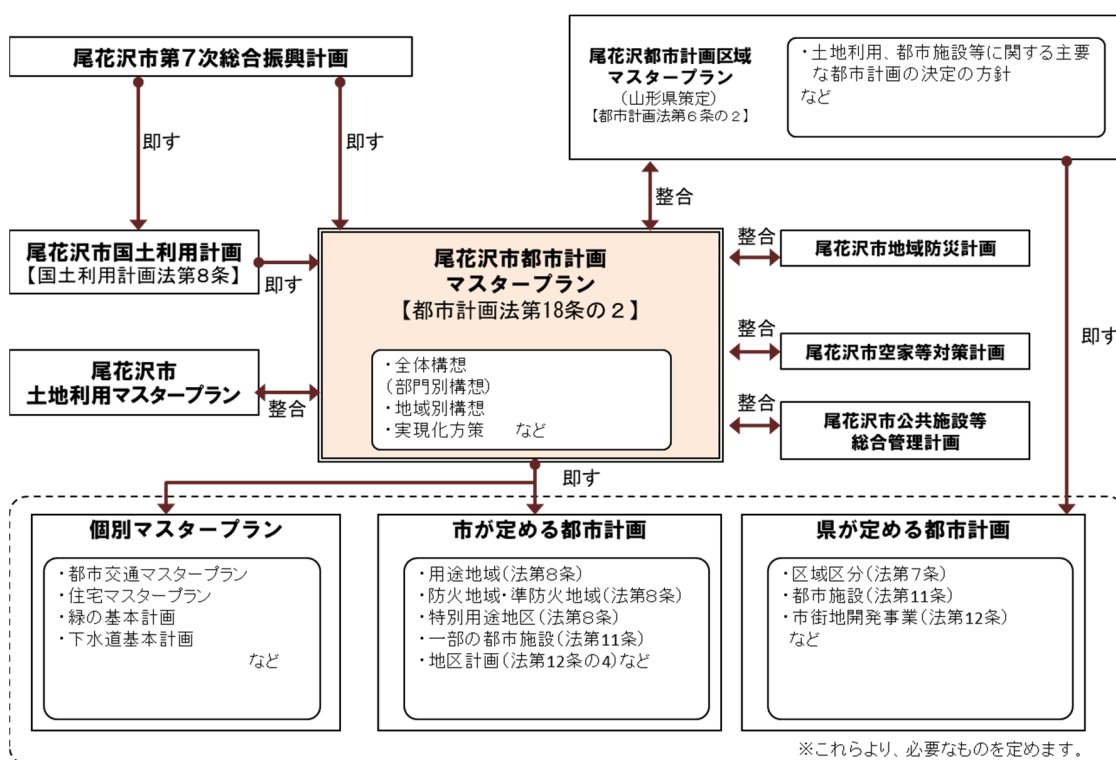 尾花沢市第7次総合振興計画
尾花沢都市計画区域
マスタープラン
(山形県策定)
【都市計画法第6条の2】
・土地利用、都市施設等に関する主要
な都市計画の決定の方針
など
即す
即す
整合
尾花沢市国土利用計画
【国土利用計画法第8条】
即す
尾花沢市都市計画
マスタープラン
【都市計画法第18条の2】
・全体構想
(部門別構想)
・地域別構想
・実現化方策 など
整合
尾花沢市地域防災計画
即す
整合
尾花沢市空家等対策計画
尾花沢市
土地利用マスタープラン
整合
整合
尾花沢市公共施設等
総合管理計画
即す
個別マスタープラン
・都市交通マスタープラン
・住宅マスタープラン
・緑の基本計画
・下水道基本計画
など
市が定める都市計画
・用途地域(法第8条)
・防火地域・準防火地域(法第8条)
・特別用途地区(法第8条)
・一部の都市施設(法第11条)
・地区計画(法第12条の4)など
県が定める都市計画
・区域区分(法第7条)
・都市施設(法第11条)
・市街地開発事業(法第12条)
など
※これらより、必要なものを定めます。